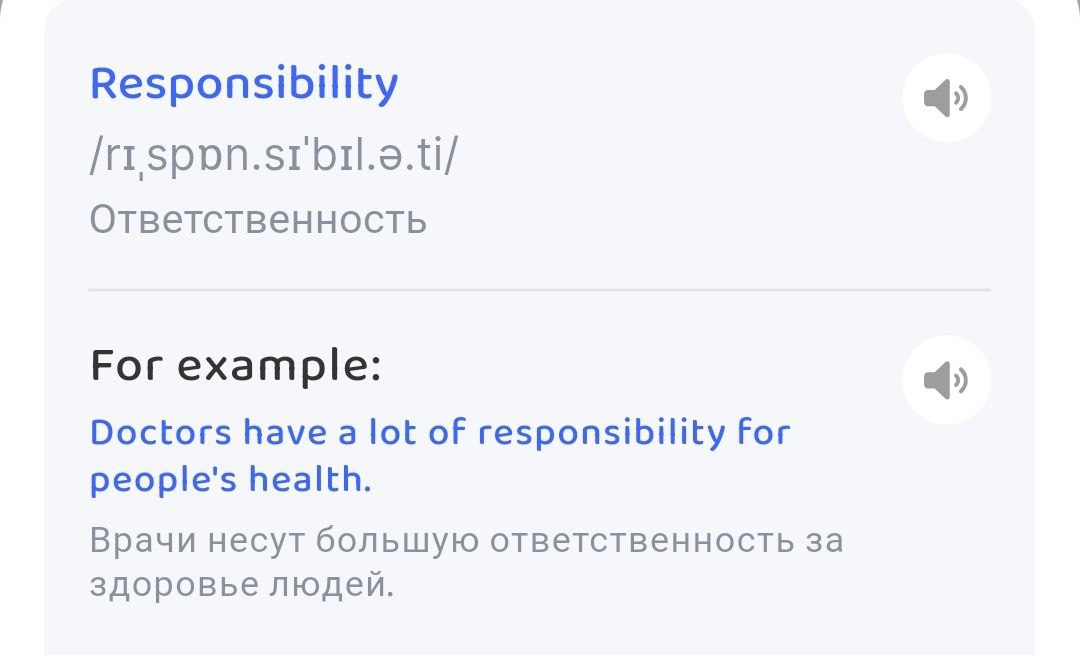 Responsibility
/rɪˌspɒn.sɪˈbɪl.ə.ti/
Ответственность
For example:
Doctors have a lot of responsibility for
people's health.
Врачи несут большую ответственность за
здоровье людей.